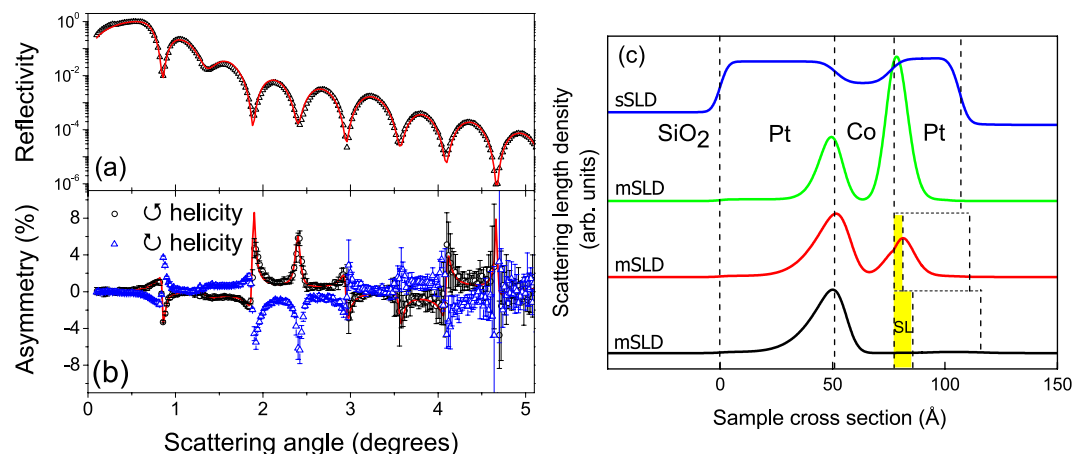 10⁰
10⁻²
10⁻⁴
10⁻⁶
Reflectivity
(a)
8
4
0
-4
-8
Asymmetry (%)
↺ helicity
↻ helicity
(b)
0 1 2 3 4 5
Scattering angle (degrees)
(c)
sSLD
SiO₂ Pt Co Pt
mSLD
mSLD
mSLD
SL
Scattering length density
(arb. units)
0 50 100 150
Sample cross section (Å)